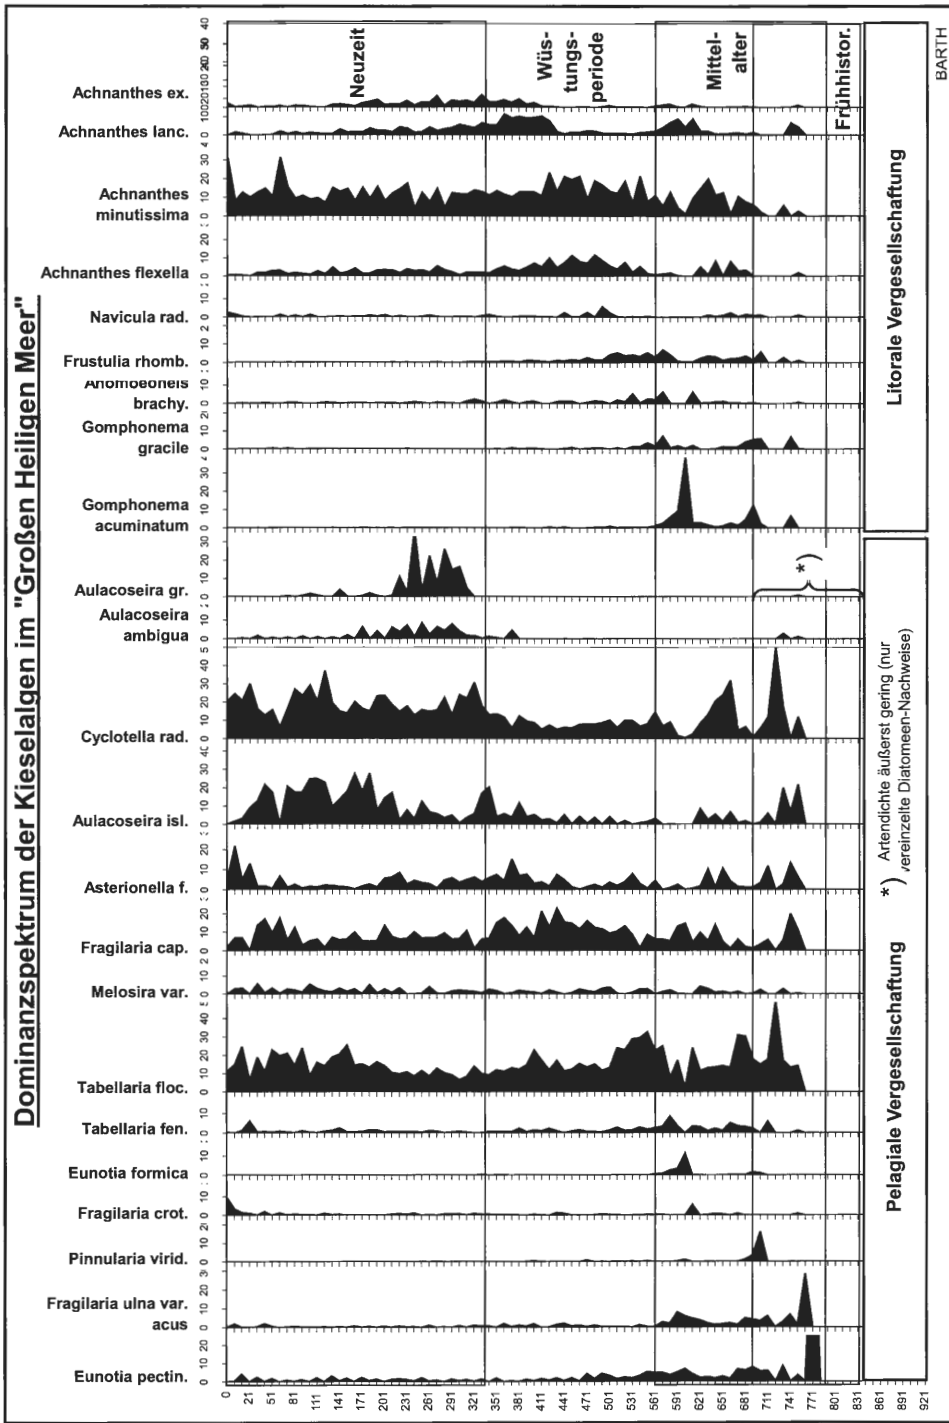 Dominanzspektrum der Kieselalgen im "Großen Heiligen Meer"
Neuzeit
Wüs-
tungs-
periode
Mittel-
alter
Frühhistor.
Achnanthes ex.
Achnanthes lanc.
Achnanthes
minutissima
Achnanthes flexella
Navicula rad.
Frustulia rhomb.
Anomoeoneis
brachy.
Gomphonema
gracile
Gomphonema
acuminatum
Aulacoseira gr.
Aulacoseira
ambigua
Cyclotella rad.
Aulacoseira isl.
Asterionella f.
Fragilaria cap.
Melosira var.
Tabellaria floc.
Tabellaria fen.
Eunotia formica
Fragilaria crot.
Pinnularia virid.
Fragilaria ulna var.
acus
Eunotia pectin.
0 21 51 81 111 141 171 201 231 261 291 321 351 381 411 441 471 501 531 561 591 621 651 681 711 741 771 801 831 861 891 921
Litorale Vergesellschaftung
Pelagiale Vergesellschaftung
*)
*) Artendichte äußerst gering (nur
vereinzelte Diatomeen-Nachweise)
BARTH